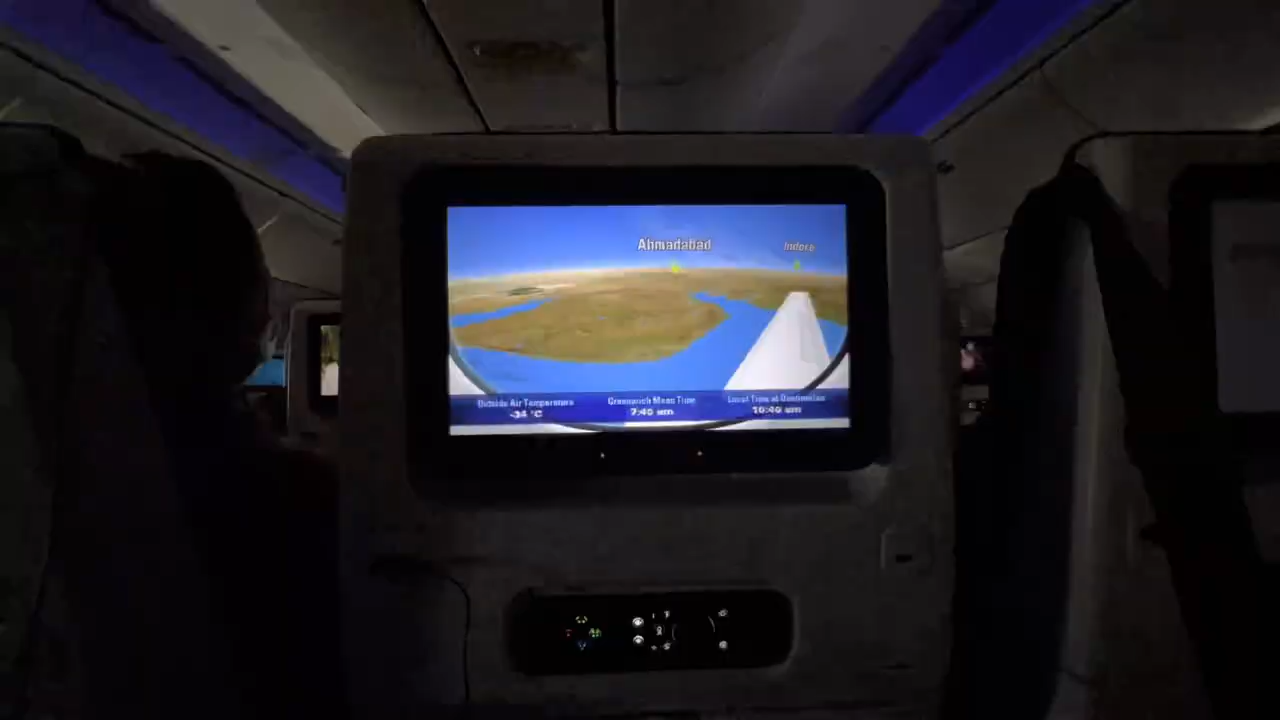 Ahmadabad
Indore
Outside Air Temperature
-34 °C
Greenwich Mean Time
7:40 am
Local Time at Destination
10:40 am